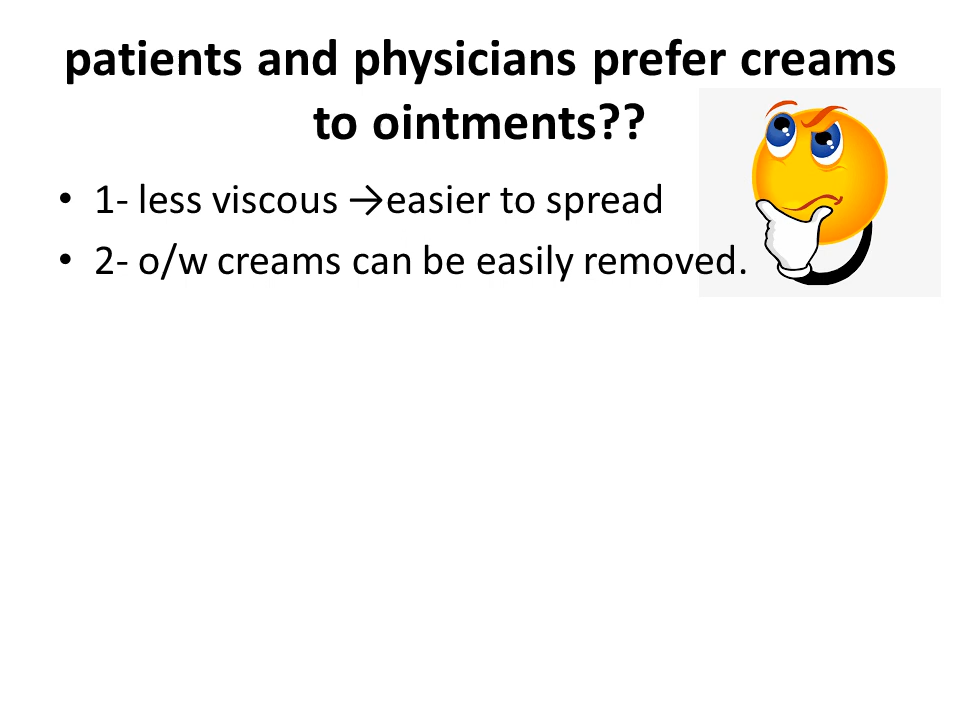 patients and physicians prefer creams
to ointments??
• 1- less viscous →easier to spread
• 2- o/w creams can be easily removed.